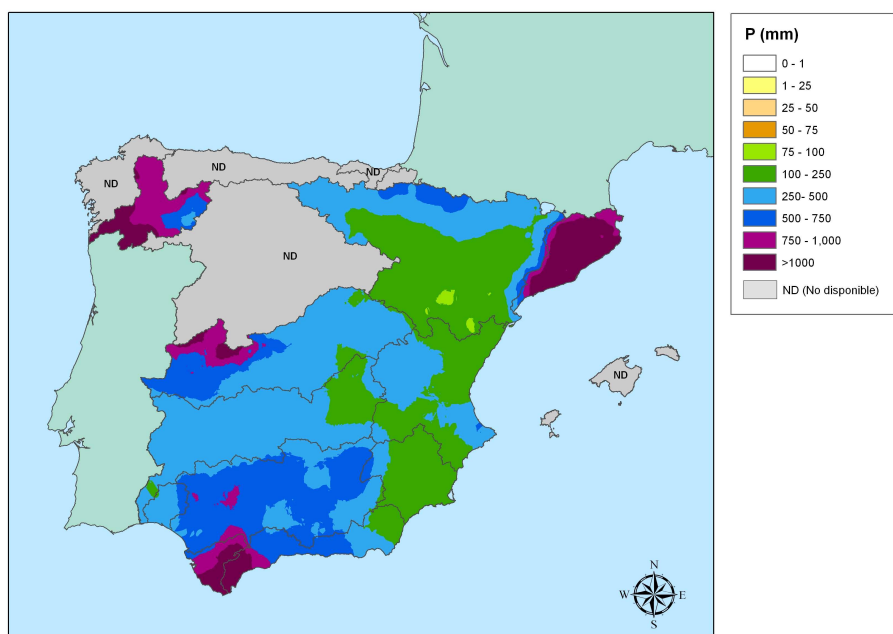 P (mm)
0 - 1
1 - 25
25 - 50
50 - 75
75 - 100
100 - 250
250- 500
500 - 750
750 - 1,000
>1000
ND (No disponible)
ND
ND
ND
ND
ND
N
W
E
S